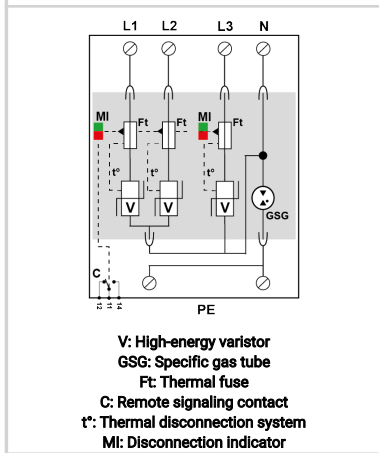 L1 L2 L3 N
MI Ft Ft MI Ft
t° t° t°
V V V GSG
C
12 11 14
PE
V: High-energy varistor
GSG: Specific gas tube
Ft: Thermal fuse
C: Remote signaling contact
t°: Thermal disconnection system
MI: Disconnection indicator